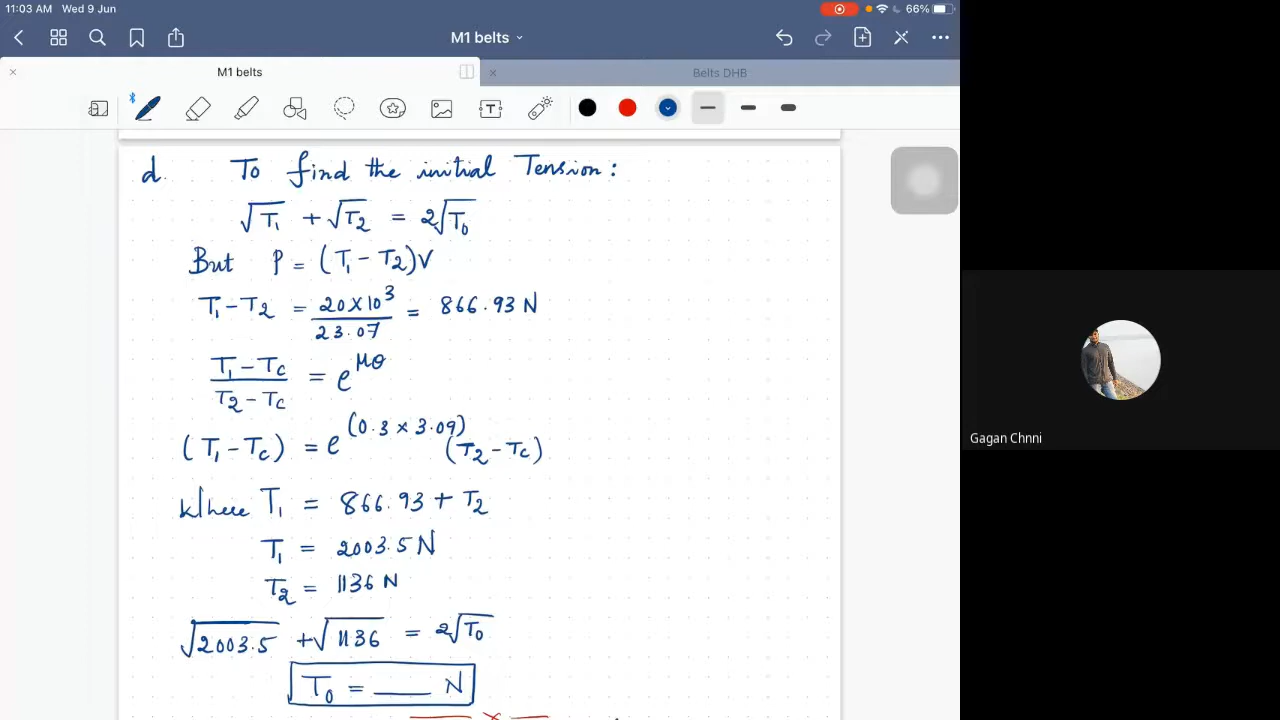 11:03 AM Wed 9 Jun
66%
M1 belts
M1 belts
Belts DHB
d. To find the initial Tension:
√T₁ + √T₂ = 2√T₀
But P = (T₁ - T₂)V
T₁ - T₂ = 20 × 10³ / 23.07 = 866.93 N
T₁ - Tc / T₂ - Tc = e^μθ
(T₁ - Tc) = e^(0.3 × 3.09) (T₂ - Tc)
Where T₁ = 866.93 + T₂
T₁ = 2003.5 N
T₂ = 1136 N
√2003.5 + √1136 = 2√T₀
T₀ = ___ N
Gagan Chnni